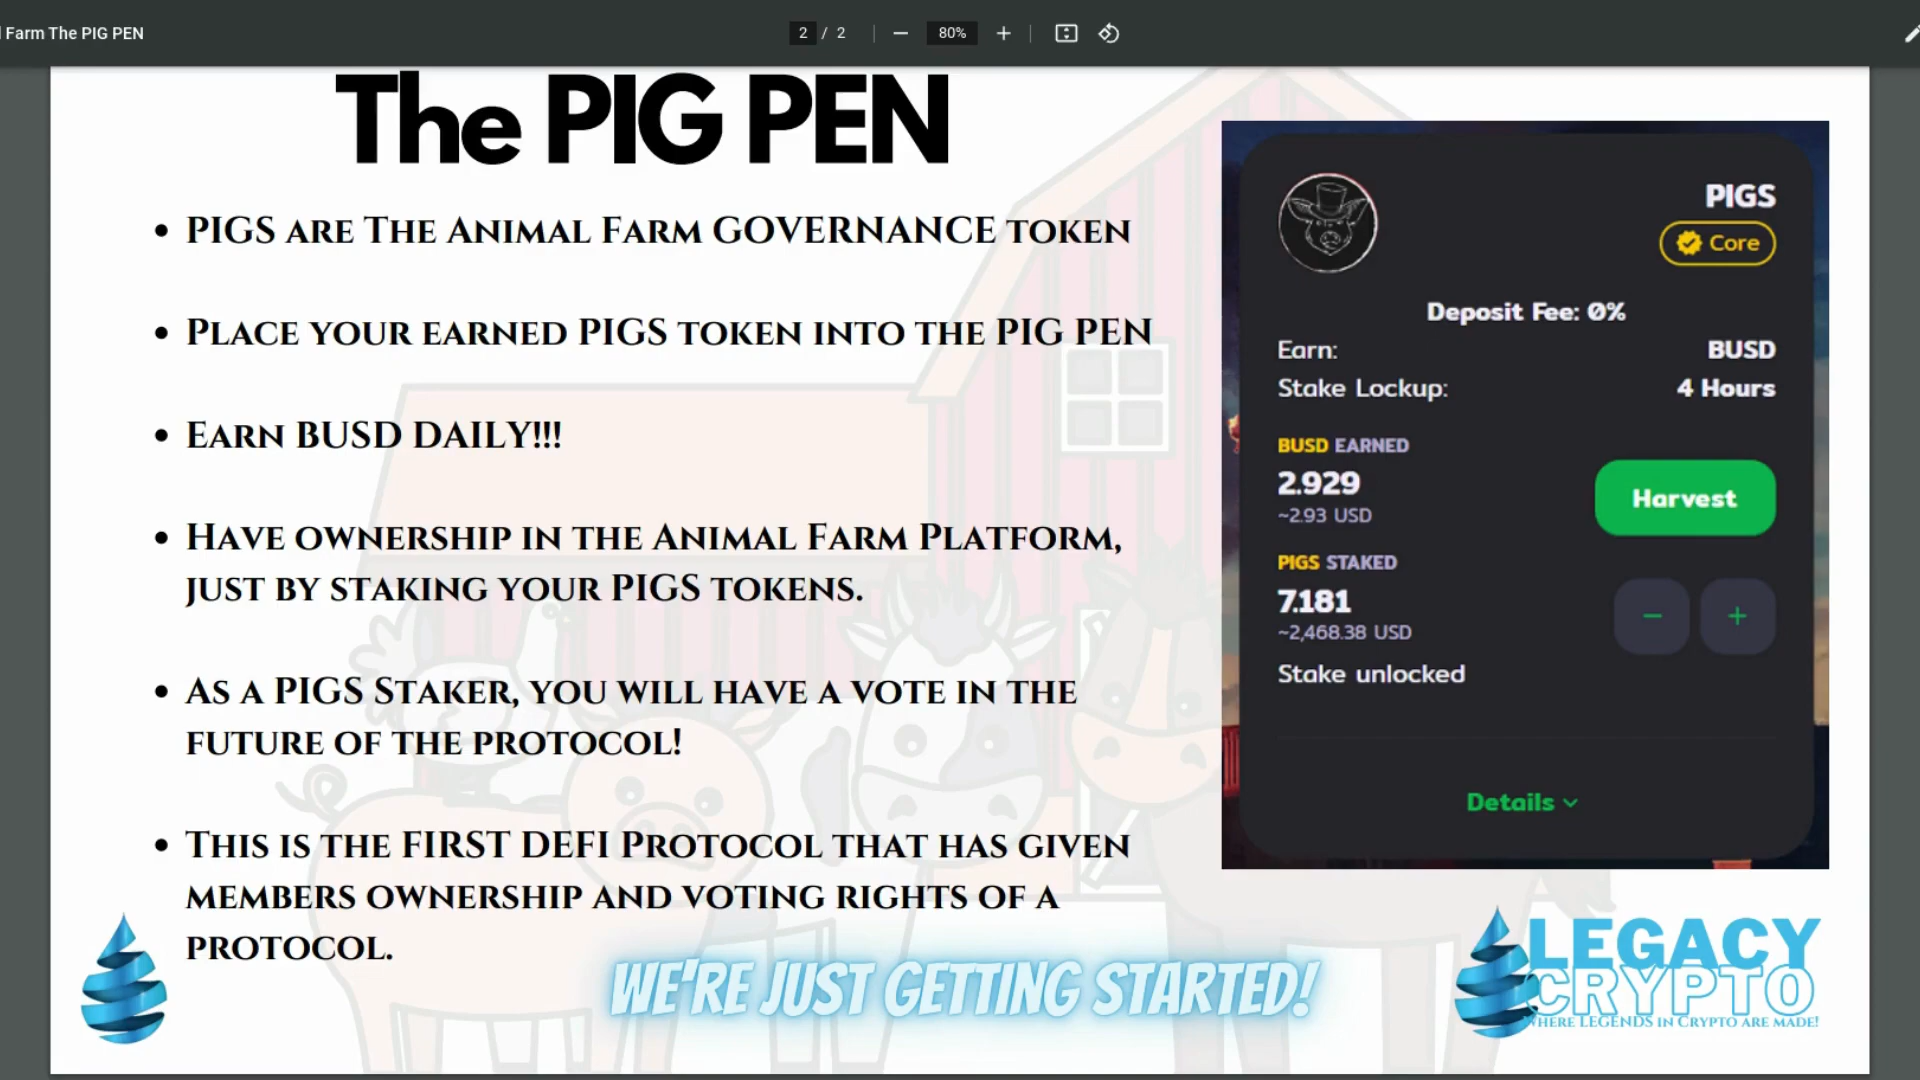 Farm The PIG PEN
2 / 2
80%
The PIG PEN
PIGS are The Animal Farm GOVERNANCE token
Place your earned PIGS token into the PIG PEN
Earn BUSD DAILY!!!
Have ownership in the Animal Farm Platform,
just by staking your PIGS tokens.
As a PIGS Staker, you will have a vote in the
future of the protocol!
This is the FIRST DEFI Protocol that has given
members ownership and voting rights of a
protocol.
PIGS
Core
Deposit Fee: 0%
Earn: BUSD
Stake Lockup: 4 Hours
BUSD EARNED
2.929
~2.93 USD
Harvest
PIGS STAKED
7.181
~2,468.38 USD
Stake unlocked
Details
WE'RE JUST GETTING STARTED!
LEGACY
CRYPTO
Where Legends in Crypto are made!